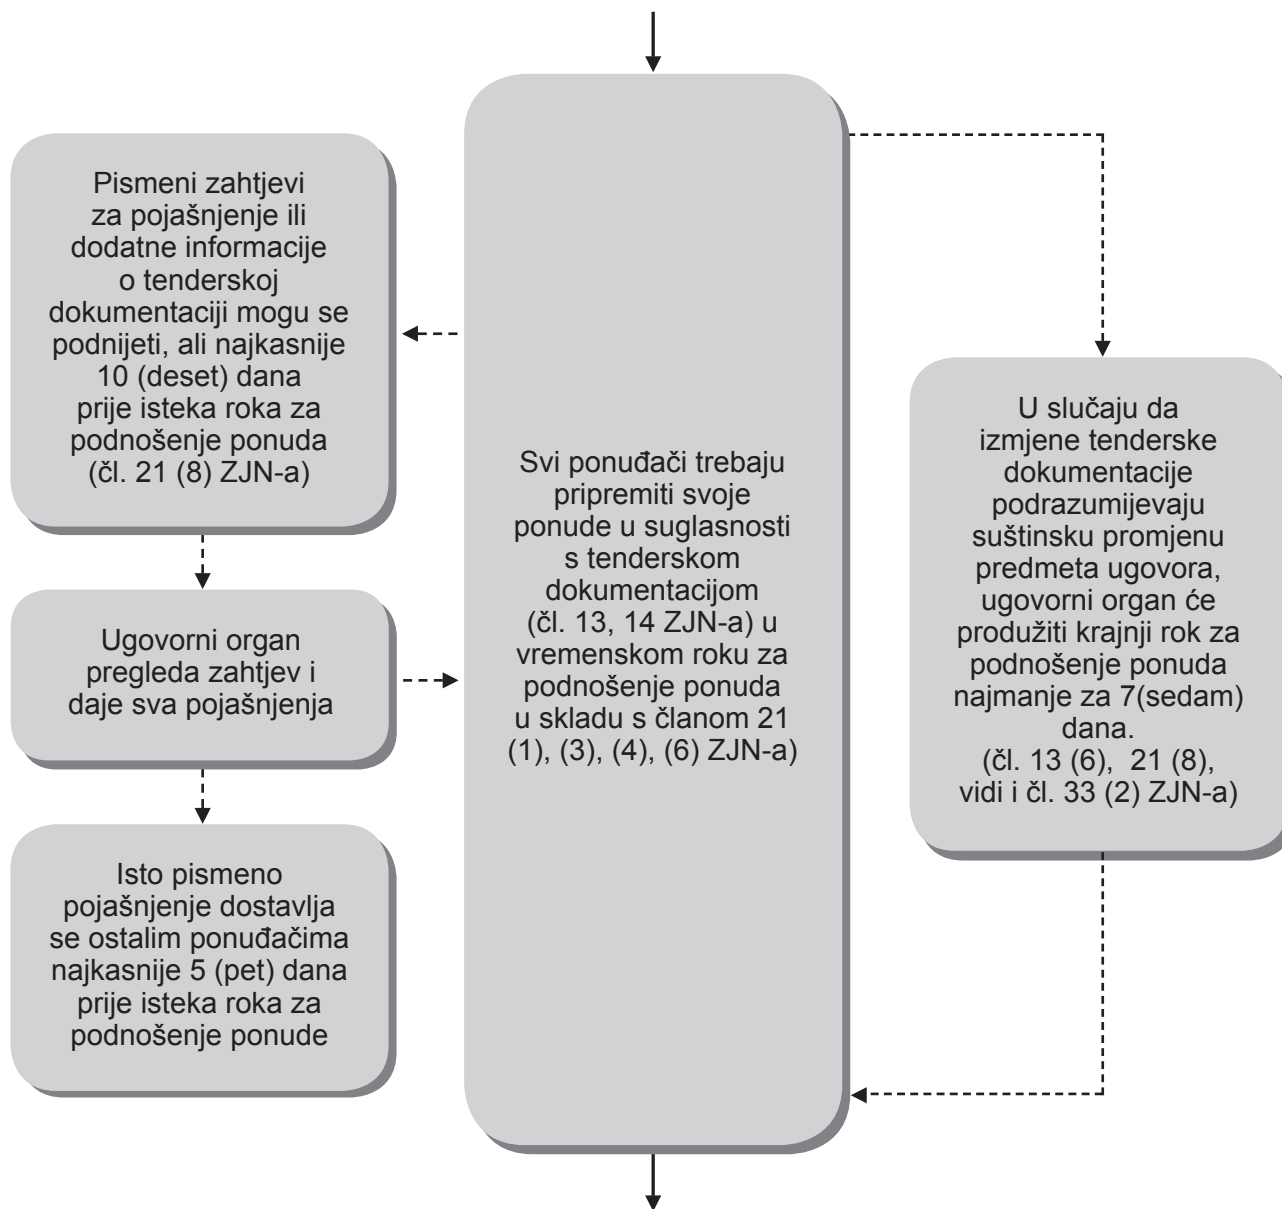 Pismeni zahtjevi
za pojašnjenje ili
dodatne informacije
o tenderskoj
dokumentaciji mogu se
podnijeti, ali najkasnije
10 (deset) dana
prije isteka roka za
podnošenje ponuda
(čl. 21 (8) ZJN-a)
Ugovorni organ
pregleda zahtjev i
daje sva pojašnjenja
Isto pismeno
pojašnjenje dostavlja
se ostalim ponuđačima
najkasnije 5 (pet) dana
prije isteka roka za
podnošenje ponude
Svi ponuđači trebaju
pripremiti svoje
ponude u suglasnosti
s tenderskom
dokumentacijom
(čl. 13, 14 ZJN-a) u
vremenskom roku za
podnošenje ponuda
u skladu s članom 21
(1), (3), (4), (6) ZJN-a)
U slučaju da
izmjene tenderske
dokumentacije
podrazumijevaju
suštinsku promjenu
predmeta ugovora,
ugovorni organ će
produžiti krajnji rok za
podnošenje ponuda
najmanje za 7(sedam)
dana.
(čl. 13 (6), 21 (8),
vidi i čl. 33 (2) ZJN-a)